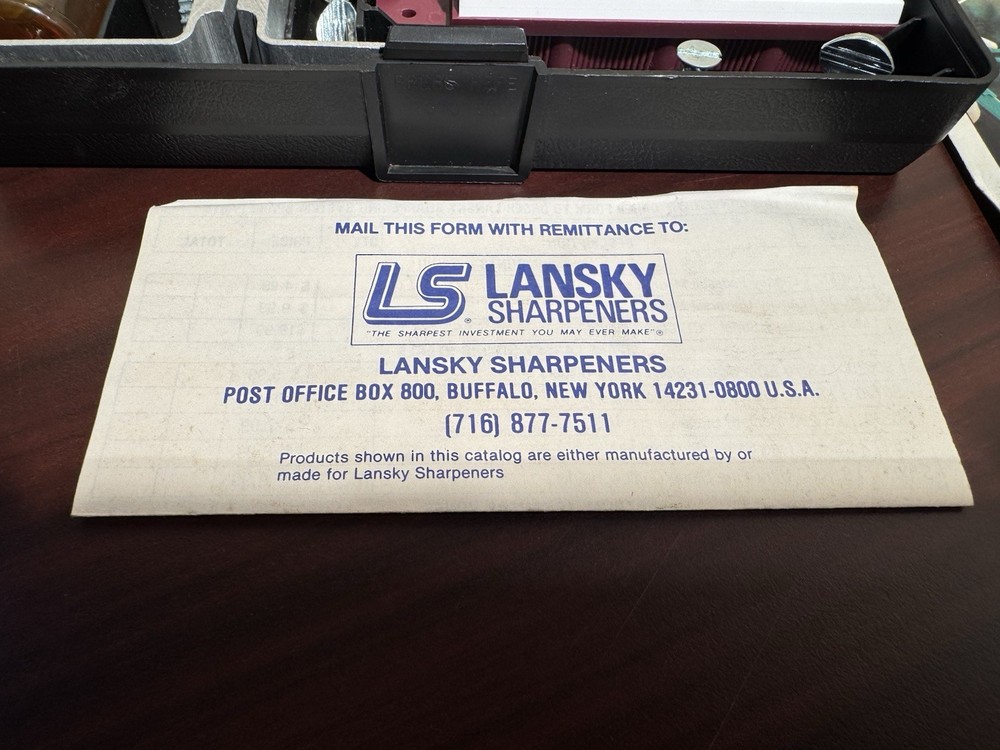 MAIL THIS FORM WITH REMITTANCE TO:
LS® LANSKY
SHARPENERS
"THE SHARPEST INVESTMENT YOU MAY EVER MAKE"®
LANSKY SHARPENERS
POST OFFICE BOX 800, BUFFALO, NEW YORK 14231-0800 U.S.A.
(716) 877-7511
Products shown in this catalog are either manufactured by or
made for Lansky Sharpeners